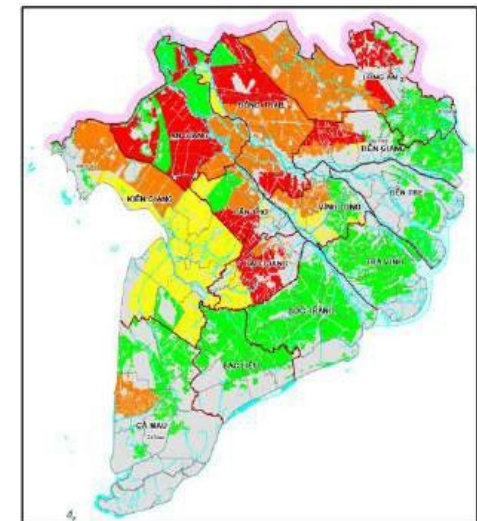 LONG AN
ĐỒNG THÁP
AN GIANG
TIỀN GIANG
BẾN TRE
KIÊN GIANG
CẦN THƠ
VĨNH LONG
TRÀ VINH
HẬU GIANG
SÓC TRĂNG
BẠC LIÊU
CÀ MAU